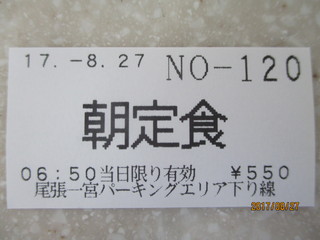 17.-8.27 NO-120
朝定食
06:50当日限り有効 ¥550
尾張一宮パーキングエリア下り線
2017/08/27